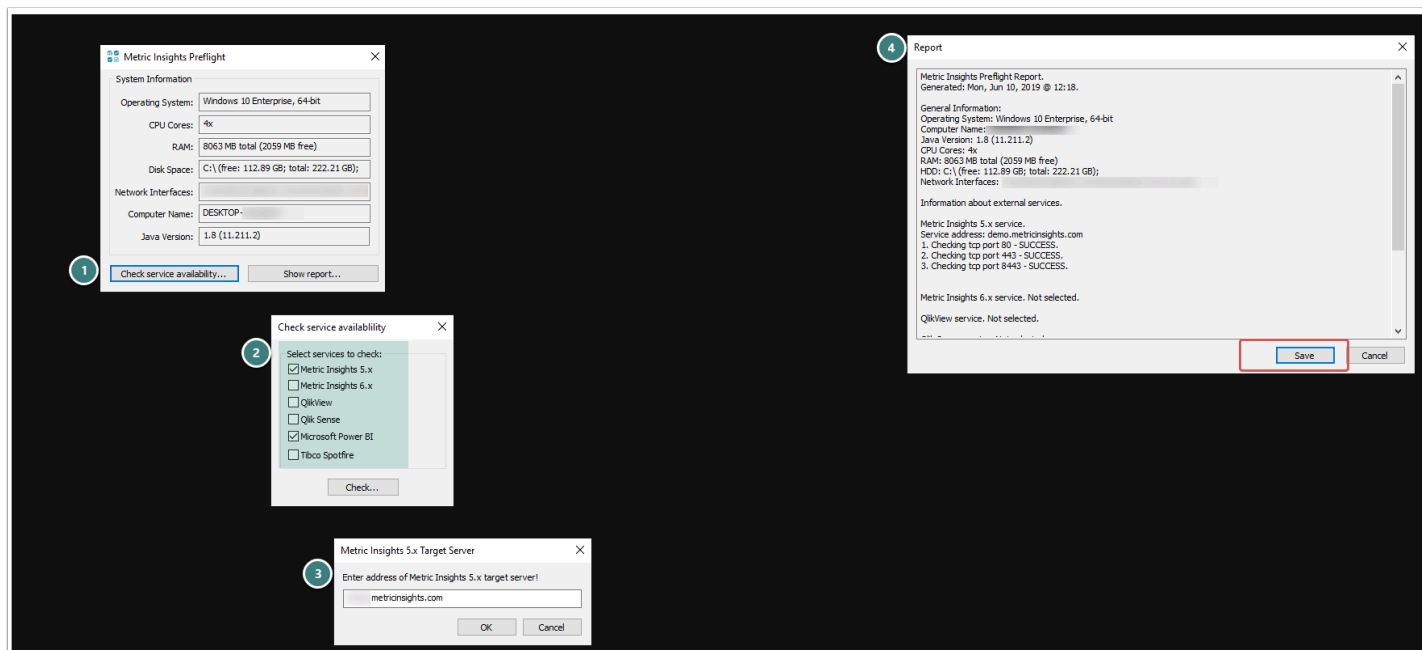 Metric Insights Preflight
System Information
Operating System: Windows 10 Enterprise, 64-bit
CPU Cores: 4x
RAM: 8063 MB total (2059 MB free)
Disk Space: C:\ (free: 112.89 GB; total: 222.21 GB);
Network Interfaces:
Computer Name: DESKTOP-
Java Version: 1.8 (11.211.2)
1
Check service availability... Show report...
Check service availablility
2
Select services to check:
Metric Insights 5.x
Metric Insights 6.x
QlikView
Qlik Sense
Microsoft Power BI
Tibco Spotfire
Check...
Metric Insights 5.x Target Server
3
Enter address of Metric Insights 5.x target server!
metricinsights.com
OK Cancel
4
Report
Metric Insights Preflight Report.
Generated: Mon, Jun 10, 2019 @ 12:18.
General Information:
Operating System: Windows 10 Enterprise, 64-bit
Computer Name:
Java Version: 1.8 (11.211.2)
CPU Cores: 4x
RAM: 8063 MB total (2059 MB free)
HDD: C:\ (free: 112.89 GB; total: 222.21 GB);
Network Interfaces:
Information about external services.
Metric Insights 5.x service.
Service address: demo.metricinsights.com
1. Checking tcp port 80 - SUCCESS.
2. Checking tcp port 443 - SUCCESS.
3. Checking tcp port 8443 - SUCCESS.
Metric Insights 6.x service. Not selected.
QlikView service. Not selected.
Save Cancel